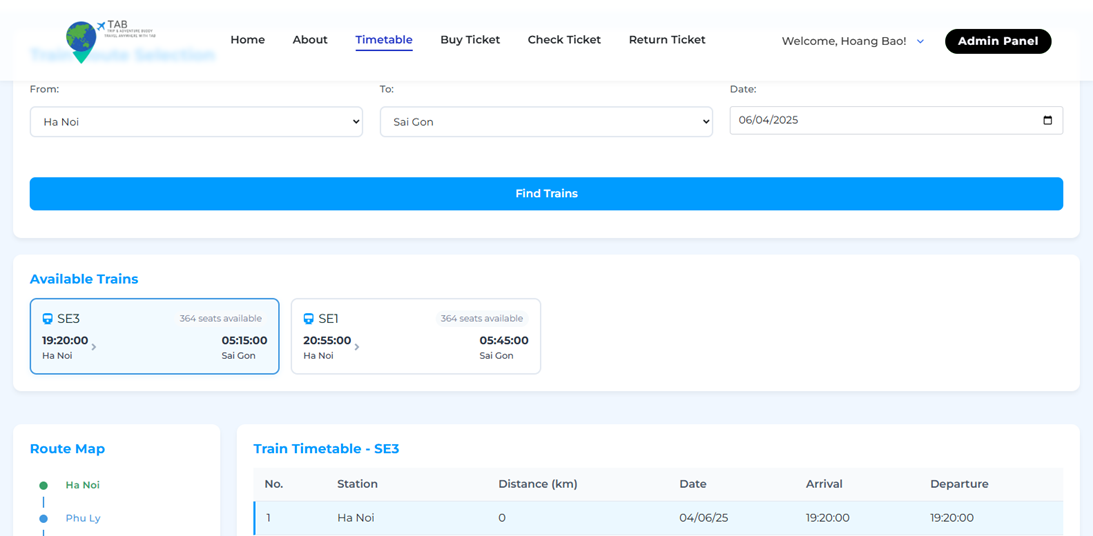 TAB
TRIP & ADVENTURE BUDDY
TRAVEL ANYWHERE WITH TAB
Home About Timetable Buy Ticket Check Ticket Return Ticket Welcome, Hoang Bao! Admin Panel
Train Route Selection
From: To: Date:
Ha Noi Sai Gon 06/04/2025
Find Trains
Available Trains
SE3 364 seats available SE1 364 seats available
19:20:00 05:15:00 20:55:00 05:45:00
Ha Noi Sai Gon Ha Noi Sai Gon
Route Map Train Timetable - SE3
Ha Noi No. Station Distance (km) Date Arrival Departure
Phu Ly 1 Ha Noi 0 04/06/25 19:20:00 19:20:00